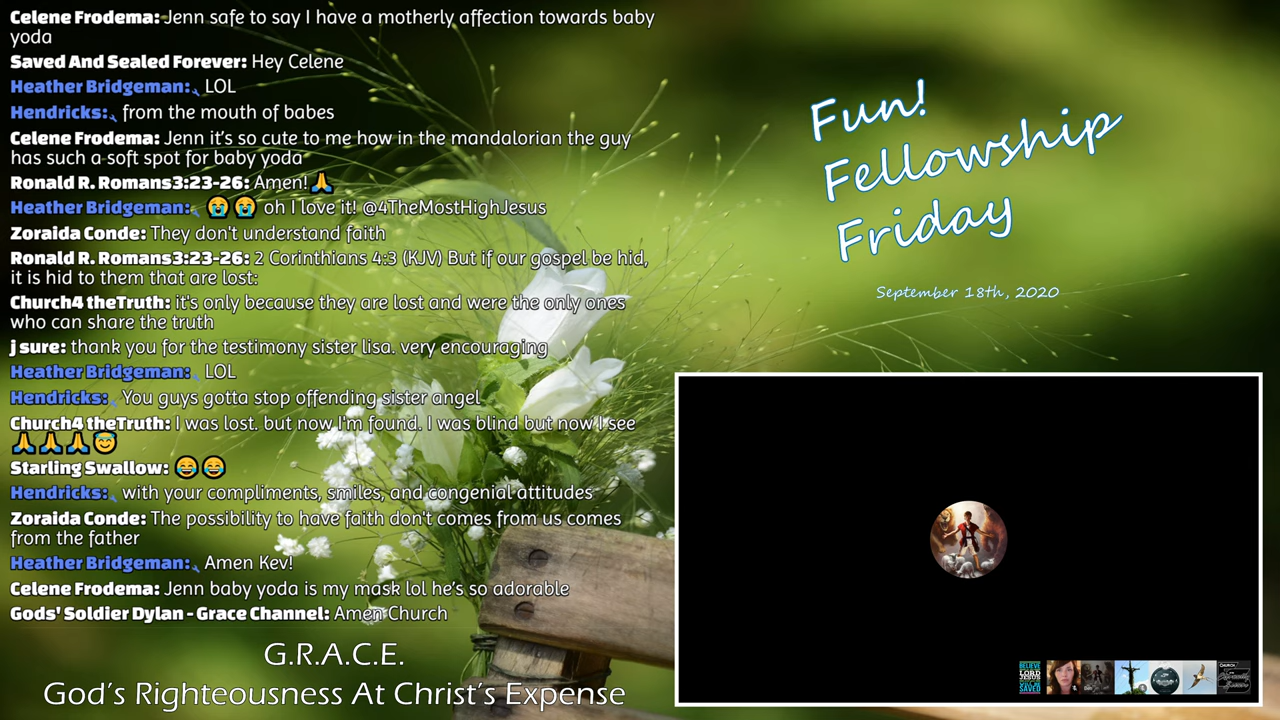 Celene Frodema: Jenn safe to say I have a motherly affection towards baby
yoda
Saved And Sealed Forever: Hey Celene
Heather Bridgeman: LOL
Hendricks: from the mouth of babes
Celene Frodema: Jenn it's so cute to me how in the mandalorian the guy
has such a soft spot for baby yoda
Ronald R. Romans3:23-26: Amen!🙏
Heather Bridgeman: 😭😭 oh I love it! @4TheMostHighJesus
Zoraida Conde: They don't understand faith
Ronald R. Romans3:23-26: 2 Corinthians 4:3 (KJV) But if our gospel be hid,
it is hid to them that are lost:
Church4 theTruth: it's only because they are lost and were the only ones
who can share the truth
j sure: thank you for the testimony sister lisa. very encouraging
Heather Bridgeman: LOL
Hendricks: You guys gotta stop offending sister angel
Church4 theTruth: I was lost. but now I'm found. I was blind but now I see
🙏🙏🙏😇
Starling Swallow: 😂😂
Hendricks: with your compliments, smiles, and congenial attitudes
Zoraida Conde: The possibility to have faith don't comes from us comes
from the father
Heather Bridgeman: Amen Kev!
Celene Frodema: Jenn baby yoda is my mask lol he's so adorable
Gods' Soldier Dylan - Grace Channel: Amen Church
G.R.A.C.E.
God's Righteousness At Christ's Expense
Fun!
Fellowship
Friday
September 18th, 2020
BELIEVE
LORD
JESUS
SAVED
CHURCH